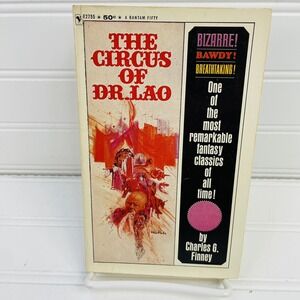 F2755 • 50¢ • A BANTAM FIFTY
THE
CIRCUS
OF
DR. LAO
BIZARRE!
BAWDY!
BREATHTAKING!
One
of
the
most
remarkable
fantasy
classics
of
all
time!
by
Charles G.
Finney